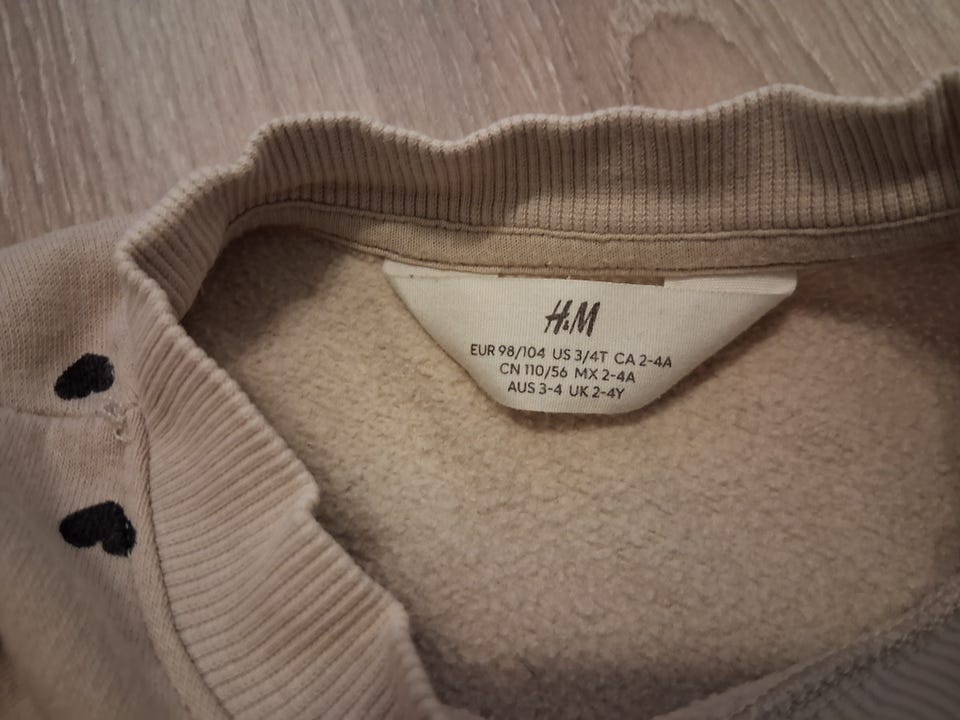 H&M
EUR 98/104 US 3/4T CA 2-4A
CN 110/56 MX 2-4A
AUS 3-4 UK 2-4Y